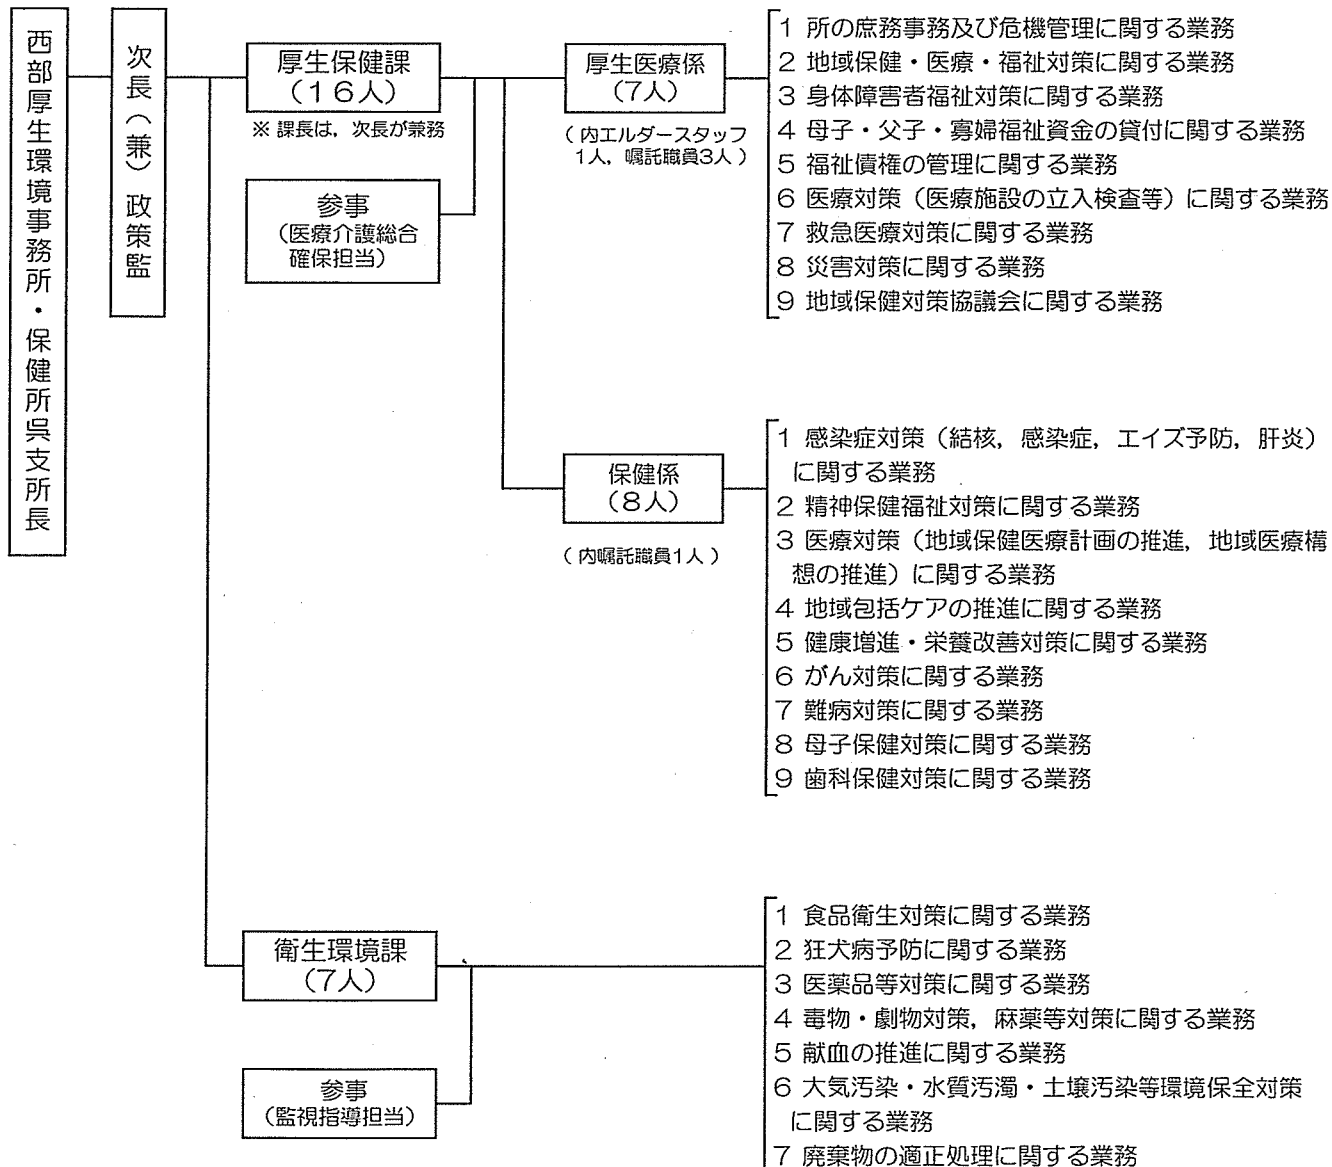 西部厚生環境事務所・保健所呉支所長
次長（兼）政策監
厚生保健課
（１６人）
※ 課長は，次長が兼務
参事
（医療介護総合
確保担当）
厚生医療係
（7人）
（ 内エルダースタッフ
1人，嘱託職員3人 ）
1 所の庶務事務及び危機管理に関する業務
2 地域保健・医療・福祉対策に関する業務
3 身体障害者福祉対策に関する業務
4 母子・父子・寡婦福祉資金の貸付に関する業務
5 福祉債権の管理に関する業務
6 医療対策（医療施設の立入検査等）に関する業務
7 救急医療対策に関する業務
8 災害対策に関する業務
9 地域保健対策協議会に関する業務
保健係
（8人）
（ 内嘱託職員1人 ）
1 感染症対策（結核，感染症，エイズ予防，肝炎）
に関する業務
2 精神保健福祉対策に関する業務
3 医療対策（地域保健医療計画の推進，地域医療構
想の推進）に関する業務
4 地域包括ケアの推進に関する業務
5 健康増進・栄養改善対策に関する業務
6 がん対策に関する業務
7 難病対策に関する業務
8 母子保健対策に関する業務
9 歯科保健対策に関する業務
衛生環境課
（7人）
参事
（監視指導担当）
1 食品衛生対策に関する業務
2 狂犬病予防に関する業務
3 医薬品等対策に関する業務
4 毒物・劇物対策，麻薬等対策に関する業務
5 献血の推進に関する業務
6 大気汚染・水質汚濁・土壌汚染等環境保全対策
に関する業務
7 廃棄物の適正処理に関する業務